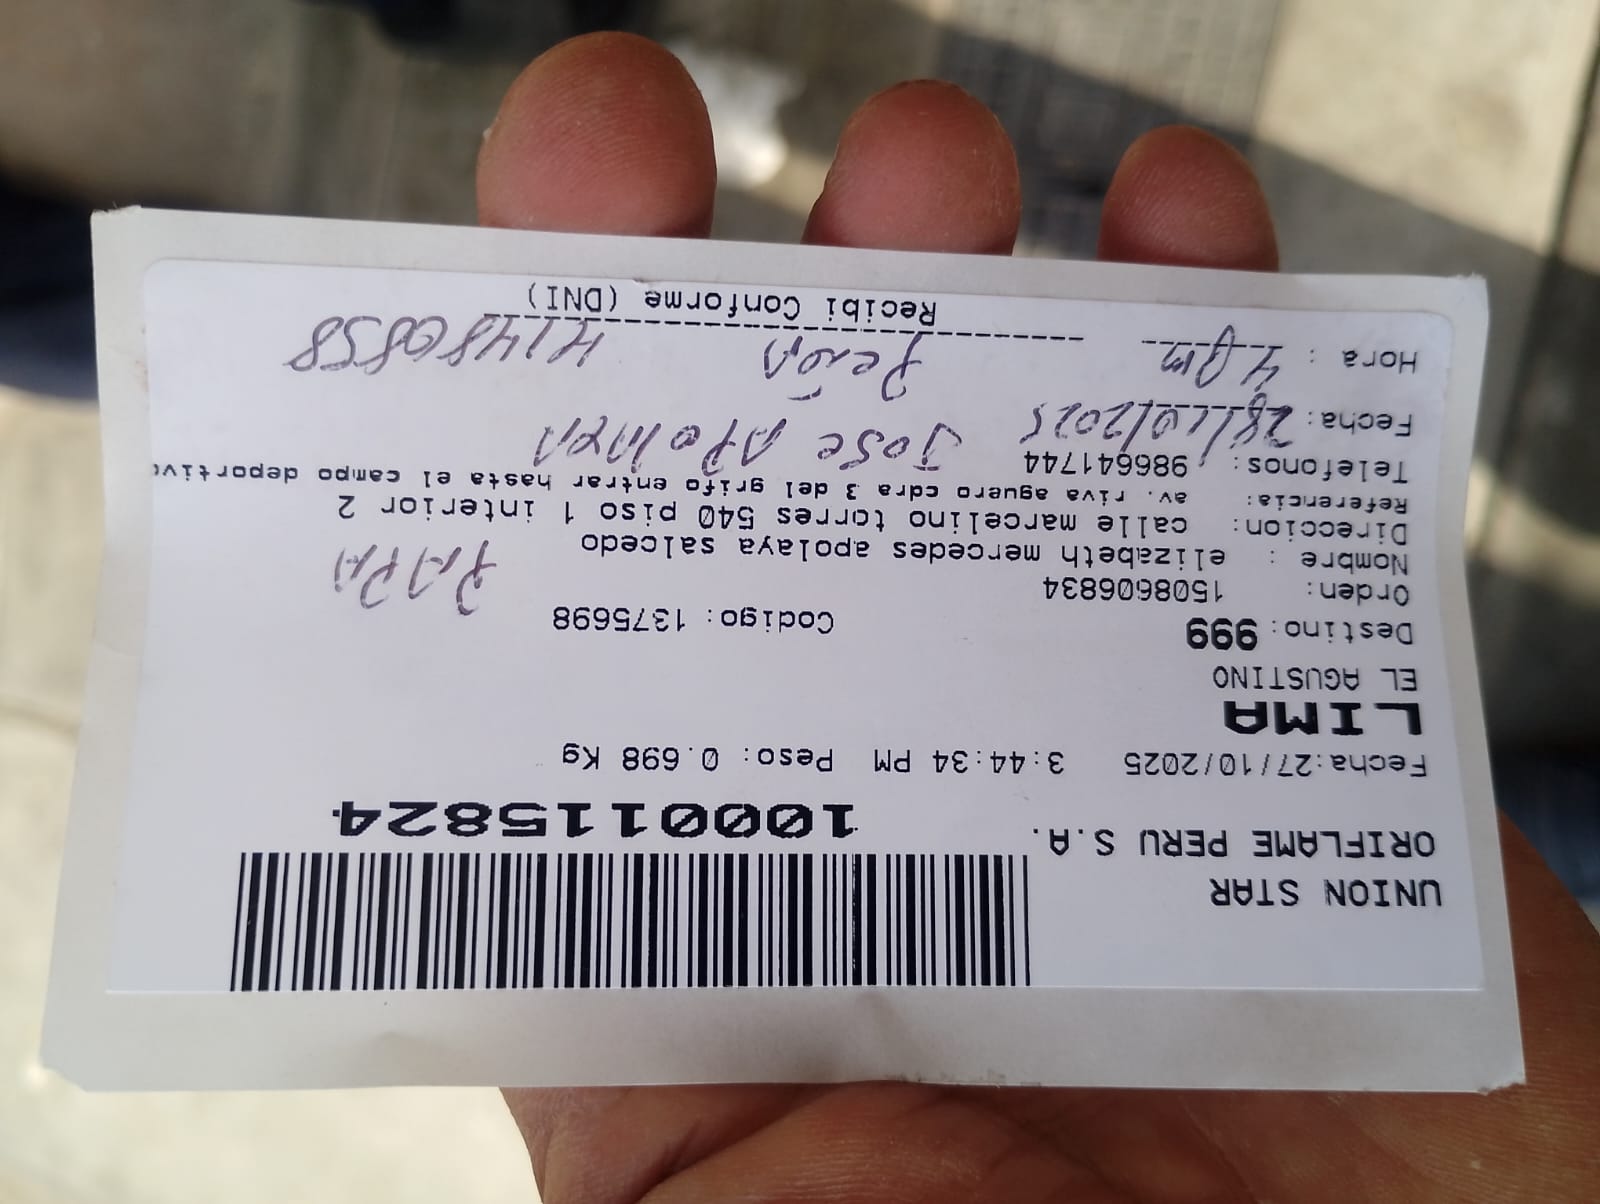 UNION STAR
ORIFLAME PERU S.A.
1000115824
Fecha:27/10/2025 3:44:34 PM Peso: 0.698 Kg
LIMA
EL AGUSTINO
Destino: 999 Codigo: 1375698
Orden: 1508606834
PAPA
Nombre : elizabeth mercedes apolaya salcedo
Direccion: calle marcelino torres 540 piso 1 interior 2
Referencia: av. riva aguero cdra 3 del grifo entrar hasta el campo deportivo
Telefonos: 986641744
JOSE
Fecha: 28/10/2025
Hora : 4 Pm
Recibi Conforme (DNI)